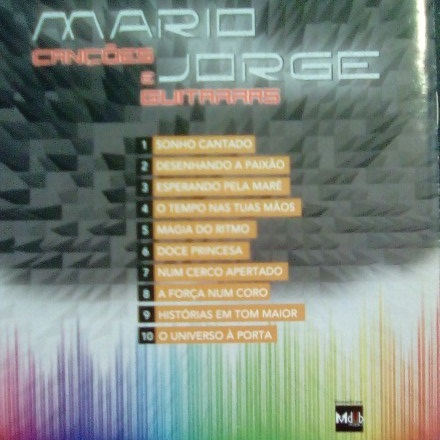 MARIO
CANÇÕES
E
JORGE
GUITARRAS
1 SONHO CANTADO
2 DESENHANDO A PAIXÃO
3 ESPERANDO PELA MARÉ
4 O TEMPO NAS TUAS MÃOS
5 MAGIA DO RITMO
6 DOCE PRINCESA
7 NUM CERCO APERTADO
8 A FORÇA NUM CORO
9 HISTÓRIAS EM TOM MAIOR
10 O UNIVERSO À PORTA